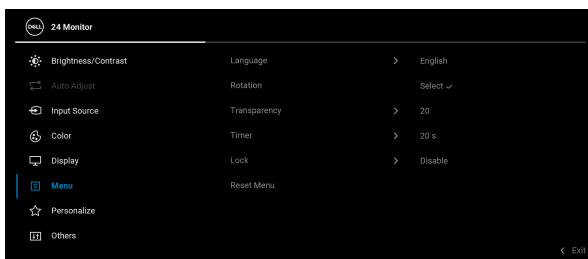 DELL 24 Monitor
Brightness/Contrast Language > English
Auto Adjust Rotation Select ✓
Input Source Transparency > 20
Color Timer > 20 s
Display Lock > Disable
Menu Reset Menu
Personalize
Others
< Exit